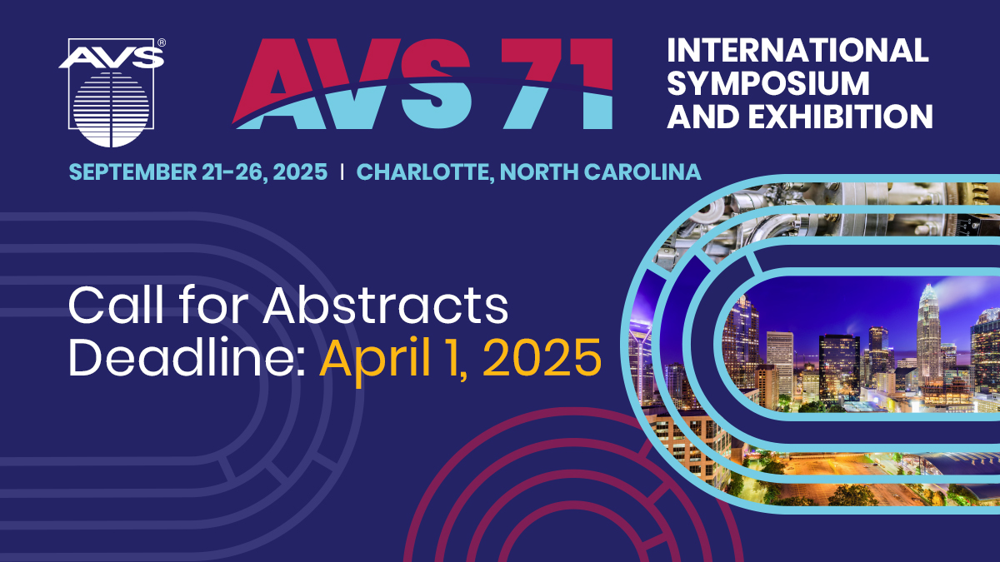 AVS®
AVS 71
INTERNATIONAL
SYMPOSIUM
AND EXHIBITION
SEPTEMBER 21-26, 2025 | CHARLOTTE, NORTH CAROLINA
Call for Abstracts
Deadline: April 1, 2025